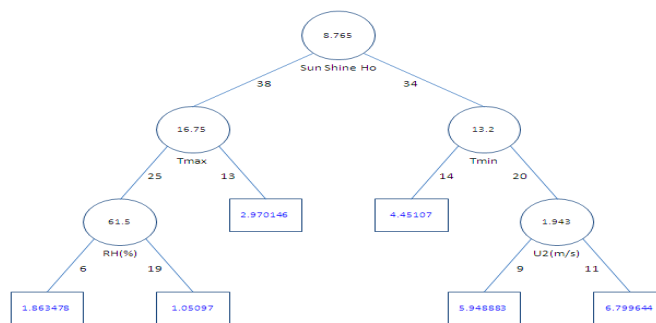 8.765
Sun Shine Ho
38 34
16.75 13.2
Tmax Tmin
25 13 14 20
2.970146 4.45107
61.5 1.943
RH(%) U2(m/s)
6 19 9 11
1.863478 1.05097 5.948883 6.799644